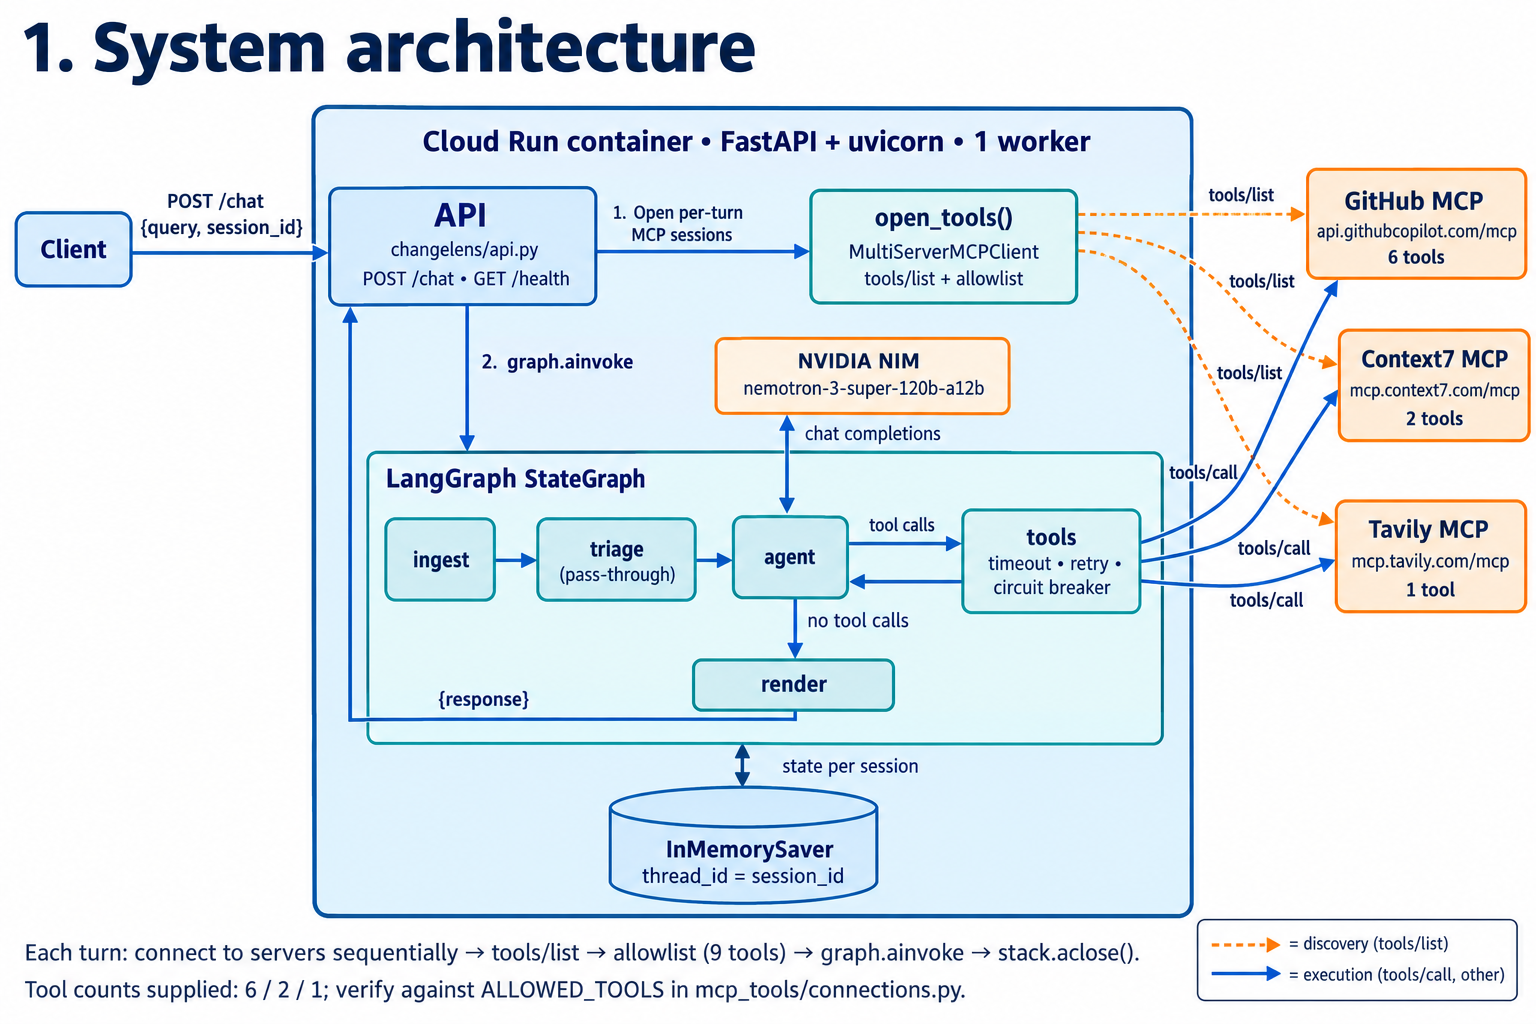 1. System architecture
Cloud Run container • FastAPI + uvicorn • 1 worker
Client
POST /chat
{query, session_id}
API
changelens/api.py
POST /chat • GET /health
1. Open per-turn
MCP sessions
open_tools()
MultiServerMCPClient
tools/list + allowlist
tools/list
tools/list
tools/list
GitHub MCP
api.githubcopilot.com/mcp
6 tools
Context7 MCP
mcp.context7.com/mcp
2 tools
Tavily MCP
mcp.tavily.com/mcp
1 tool
2. graph.ainvoke
NVIDIA NIM
nemotron-3-super-120b-a12b
chat completions
LangGraph StateGraph
ingest
triage
(pass-through)
agent
tool calls
tools
timeout • retry •
circuit breaker
tools/call
tools/call
tools/call
no tool calls
render
{response}
state per session
InMemorySaver
thread_id = session_id
Each turn: connect to servers sequentially → tools/list → allowlist (9 tools) → graph.ainvoke → stack.aclose().
Tool counts supplied: 6 / 2 / 1; verify against ALLOWED_TOOLS in mcp_tools/connections.py.
= discovery (tools/list)
= execution (tools/call, other)